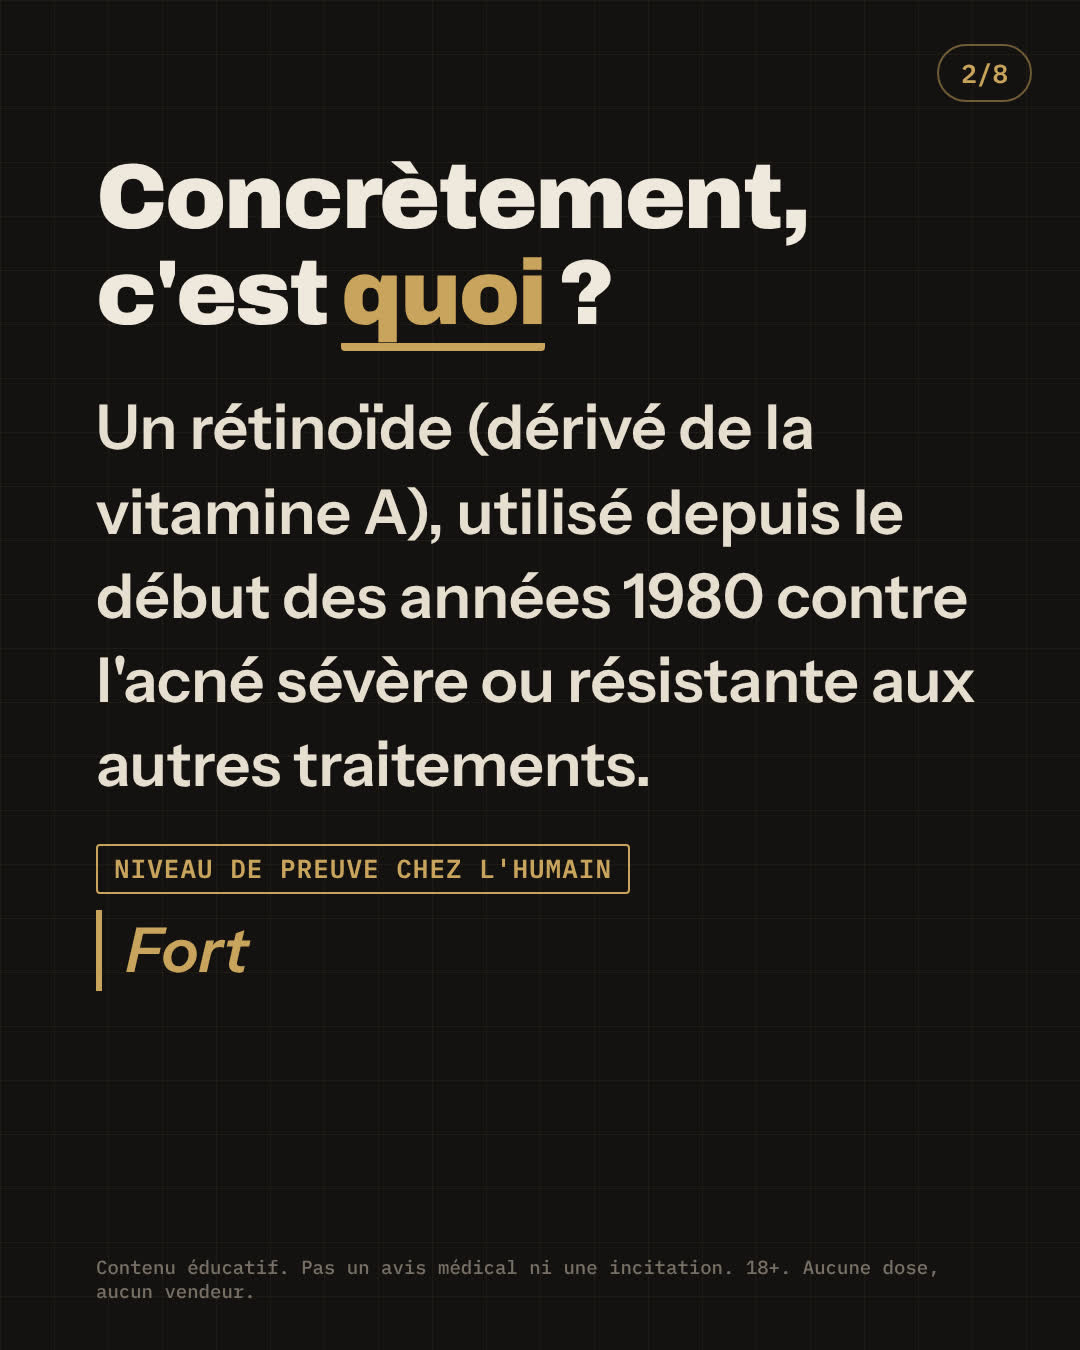 2/8
Concrètement,
c'est quoi ?
Un rétinoïde (dérivé de la
vitamine A), utilisé depuis le
début des années 1980 contre
l'acné sévère ou résistante aux
autres traitements.
NIVEAU DE PREUVE CHEZ L'HUMAIN
Fort
Contenu éducatif. Pas un avis médical ni une incitation. 18+. Aucune dose,
aucun vendeur.